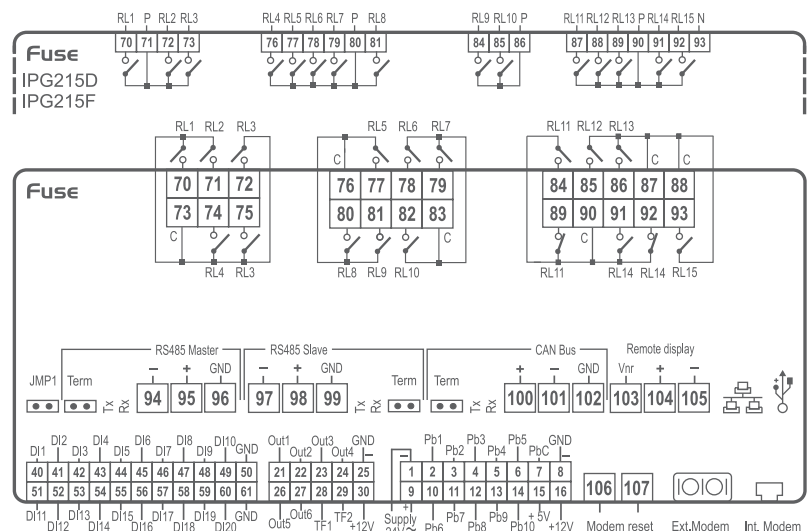 RL1 P RL2 RL3 RL4 RL5 RL6 RL7 P RL8 RL9 RL10 P RL11 RL12 RL13 P RL14 RL15 N
70 71 72 73 76 77 78 79 80 81 84 85 86 87 88 89 90 91 92 93
Fuse
IPG215D
IPG215F
RL1 RL2 RL3 RL5 RL6 RL7 RL11 RL12 RL13
C C C
Fuse
70 71 72 76 77 78 79 84 85 86 87 88
73 74 75 80 81 82 83 89 90 91 92 93
C C C
RL4 RL3 RL8 RL9 RL10 RL11 RL14 RL14 RL15
RS485 Master RS485 Slave CAN Bus Remote display
JMP1 Term − + GND − + GND Term Term + − GND Vnr + −
Tx Rx 94 95 96 97 98 99 Tx Rx Tx Rx 100 101 102 103 104 105
DI1 DI2 DI3 DI4 DI5 DI6 DI7 DI8 DI9 DI10 GND Out1 Out2 Out3 Out4 GND − − Pb1 Pb2 Pb3 Pb4 Pb5 PbC GND −
40 41 42 43 44 45 46 47 48 49 50 21 22 23 24 25 1 2 3 4 5 6 7 8
51 52 53 54 55 56 57 58 59 60 61 26 27 28 29 30 9 10 11 12 13 14 15 16
106 107 |O|O|
DI11 DI12 DI13 DI14 DI15 DI16 DI17 DI18 DI19 DI20 GND Out5 Out6 TF1 TF2 +12V + Supply 24V Pb6 Pb7 Pb8 Pb9 Pb10 + 5V +12V Modem reset Ext.Modem Int. Modem